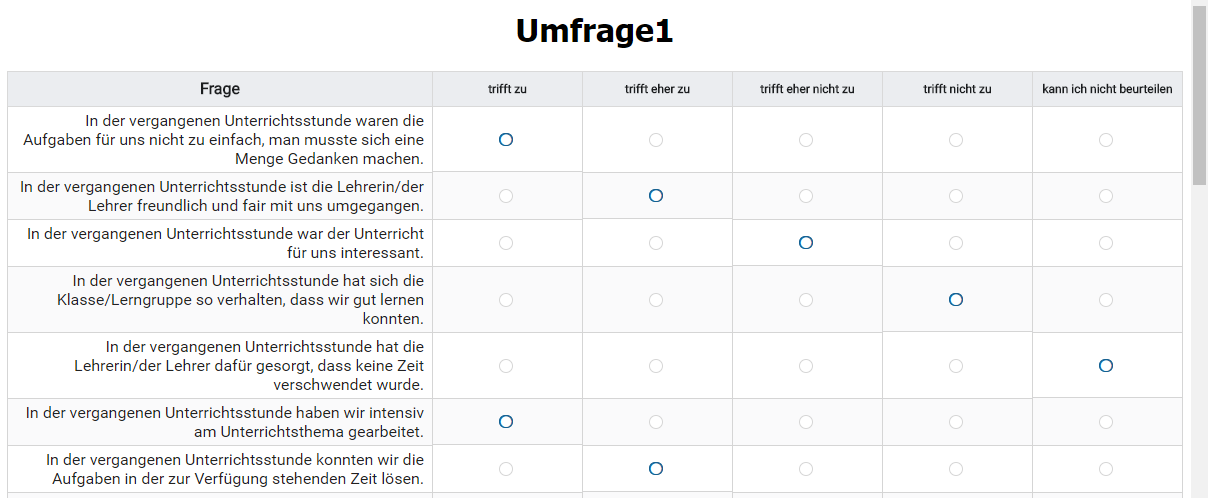 Umfrage1
Frage trifft zu trifft eher zu trifft eher nicht zu trifft nicht zu kann ich nicht beurteilen
In der vergangenen Unterrichtsstunde waren die
Aufgaben für uns nicht zu einfach, man musste sich eine
Menge Gedanken machen.
In der vergangenen Unterrichtsstunde ist die Lehrerin/der
Lehrer freundlich und fair mit uns umgegangen.
In der vergangenen Unterrichtsstunde war der Unterricht
für uns interessant.
In der vergangenen Unterrichtsstunde hat sich die
Klasse/Lerngruppe so verhalten, dass wir gut lernen
konnten.
In der vergangenen Unterrichtsstunde hat die
Lehrerin/der Lehrer dafür gesorgt, dass keine Zeit
verschwendet wurde.
In der vergangenen Unterrichtsstunde haben wir intensiv
am Unterrichtsthema gearbeitet.
In der vergangenen Unterrichtsstunde konnten wir die
Aufgaben in der zur Verfügung stehenden Zeit lösen.